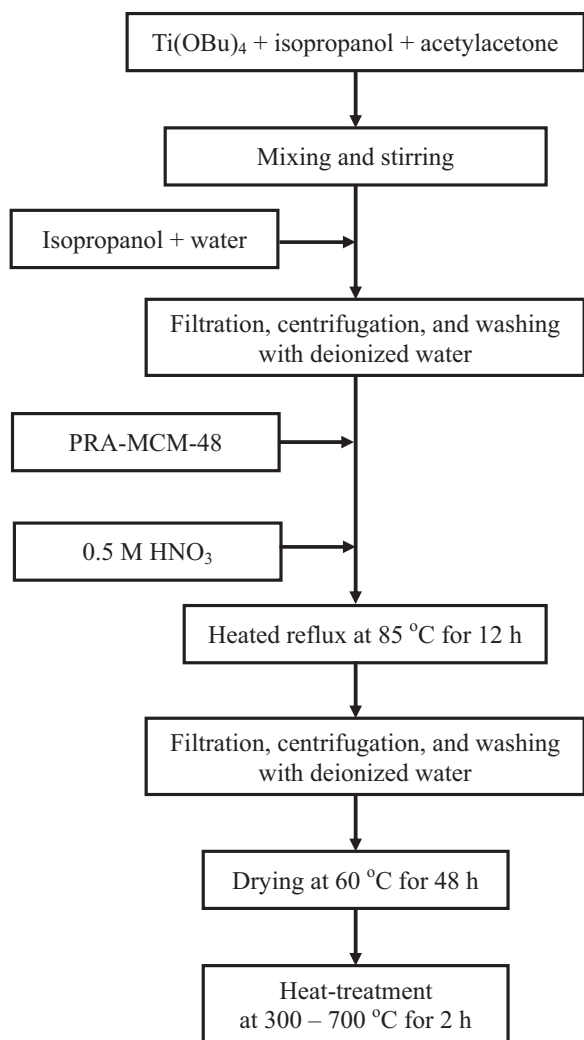 Ti(OBu)₄ + isopropanol + acetylacetone
Mixing and stirring
Isopropanol + water
Filtration, centrifugation, and washing
with deionized water
PRA-MCM-48
0.5 M HNO₃
Heated reflux at 85 °C for 12 h
Filtration, centrifugation, and washing
with deionized water
Drying at 60 °C for 48 h
Heat-treatment
at 300 – 700 °C for 2 h